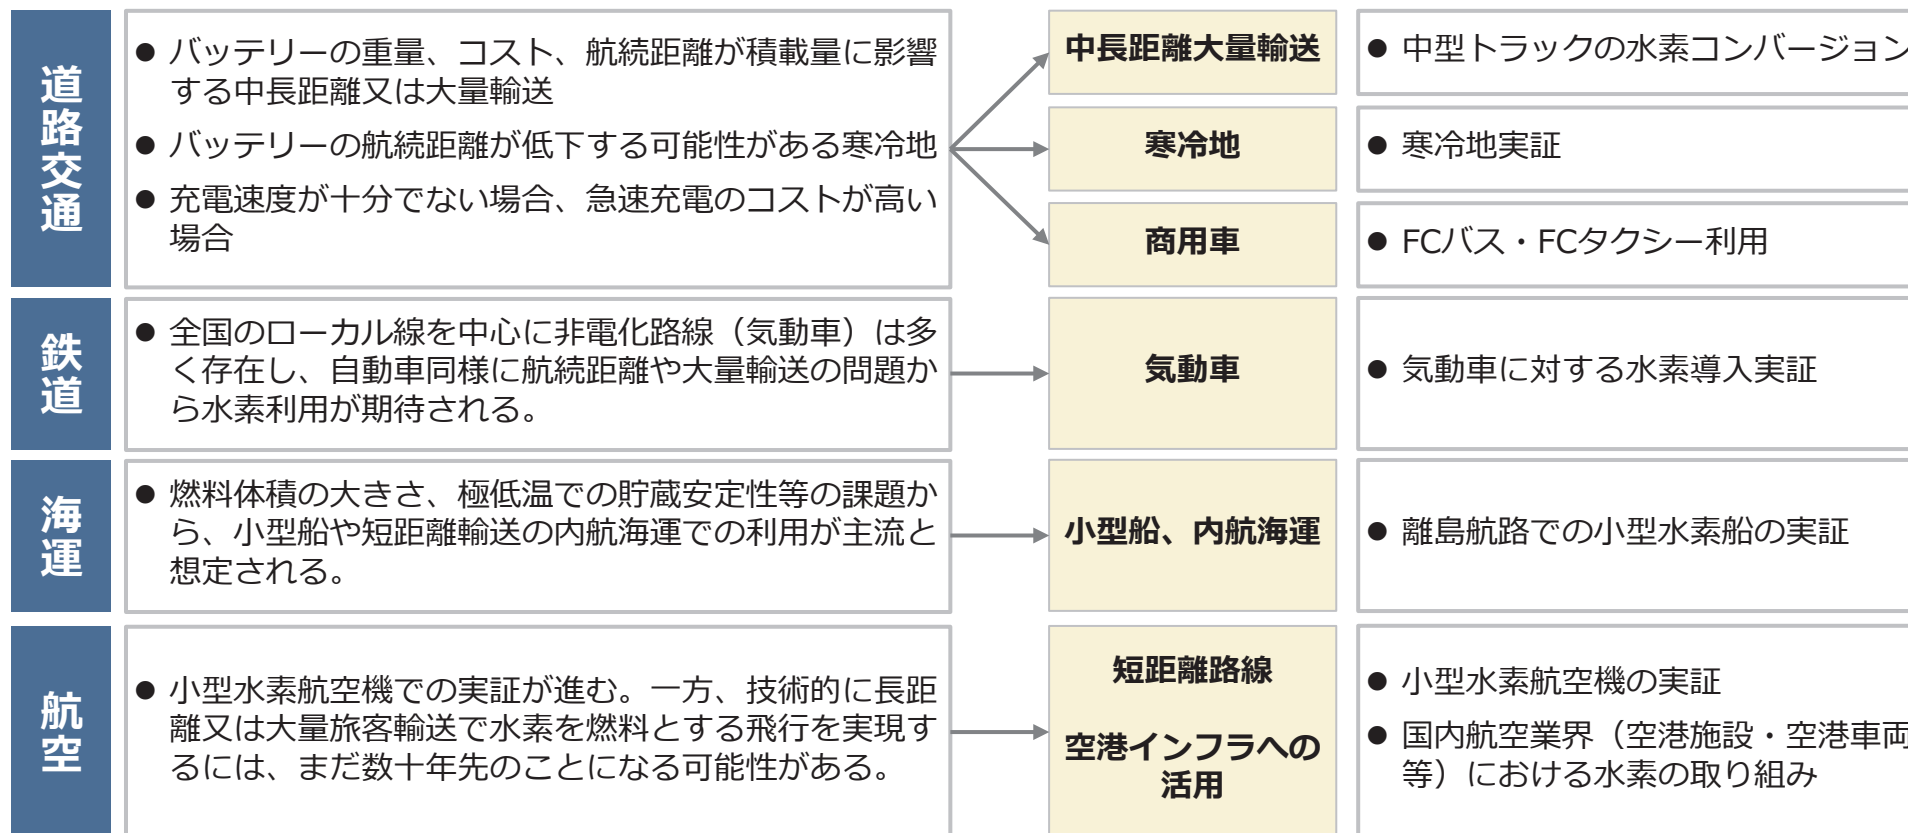 道路交通
● バッテリーの重量、コスト、航続距離が積載量に影響
する中長距離又は大量輸送
● バッテリーの航続距離が低下する可能性がある寒冷地
● 充電速度が十分でない場合、急速充電のコストが高い
場合
中長距離大量輸送
● 中型トラックの水素コンバージョン
寒冷地
● 寒冷地実証
商用車
● FCバス・FCタクシー利用
鉄道
● 全国のローカル線を中心に非電化路線（気動車）は多
く存在し、自動車同様に航続距離や大量輸送の問題か
ら水素利用が期待される。
気動車
● 気動車に対する水素導入実証
海運
● 燃料体積の大きさ、極低温での貯蔵安定性等の課題か
ら、小型船や短距離輸送の内航海運での利用が主流と
想定される。
小型船、内航海運
● 離島航路での小型水素船の実証
航空
● 小型水素航空機での実証が進む。一方、技術的に長距
離又は大量旅客輸送で水素を燃料とする飛行を実現す
るには、まだ数十年先のことになる可能性がある。
短距離路線
空港インフラへの
活用
● 小型水素航空機の実証
● 国内航空業界（空港施設・空港車両
等）における水素の取り組み